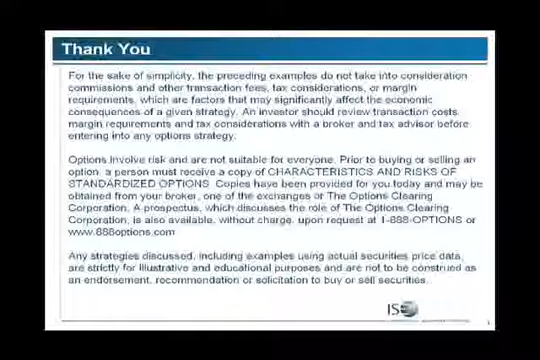 Thank You
For the sake of simplicity, the preceding examples do not take into consideration
commissions and other transaction fees, tax considerations, or margin
requirements, which are factors that may significantly affect the economic
consequences of a given strategy. An investor should review transaction costs,
margin requirements and tax considerations with a broker and tax advisor before
entering into any options strategy.
Options involve risk and are not suitable for everyone. Prior to buying or selling an
option, a person must receive a copy of CHARACTERISTICS AND RISKS OF
STANDARDIZED OPTIONS. Copies have been provided for you today and may be
obtained from your broker, one of the exchanges or The Options Clearing
Corporation. A prospectus, which discusses the role of The Options Clearing
Corporation, is also available, without charge, upon request at 1-888-OPTIONS or
www.888options.com
Any strategies discussed, including examples using actual securities price data,
are strictly for illustrative and educational purposes and are not to be construed as
an endorsement, recommendation or solicitation to buy or sell securities.
ISE